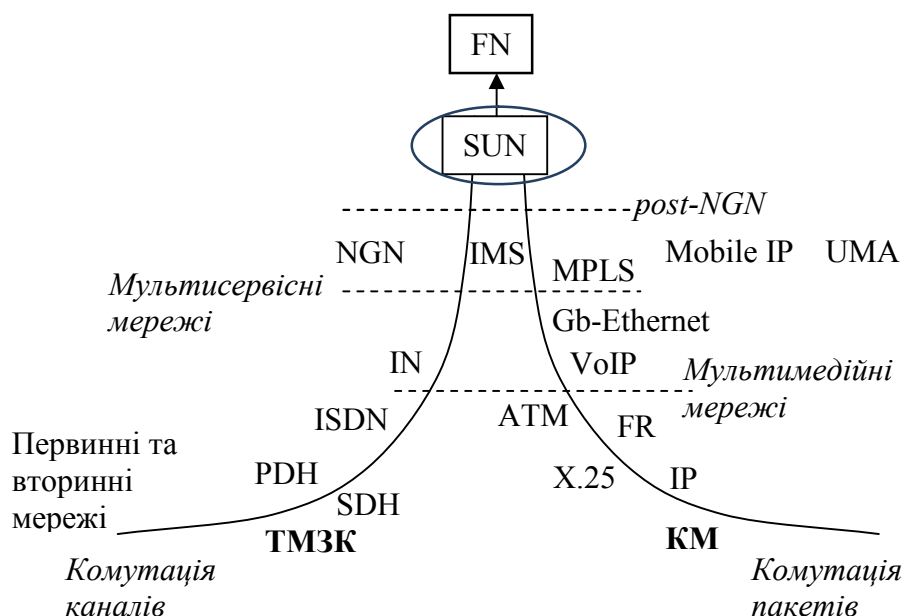 FN
SUN
post-NGN
NGN
IMS
Mobile IP
UMA
MPLS
Мультисервісні
мережі
Gb-Ethernet
IN
VoIP
Мультимедійні
мережі
ISDN
ATM
FR
Первинні та
вторинні
мережі
PDH
SDH
X.25
IP
ТМЗК
КМ
Комутація
каналів
Комутація
пакетів